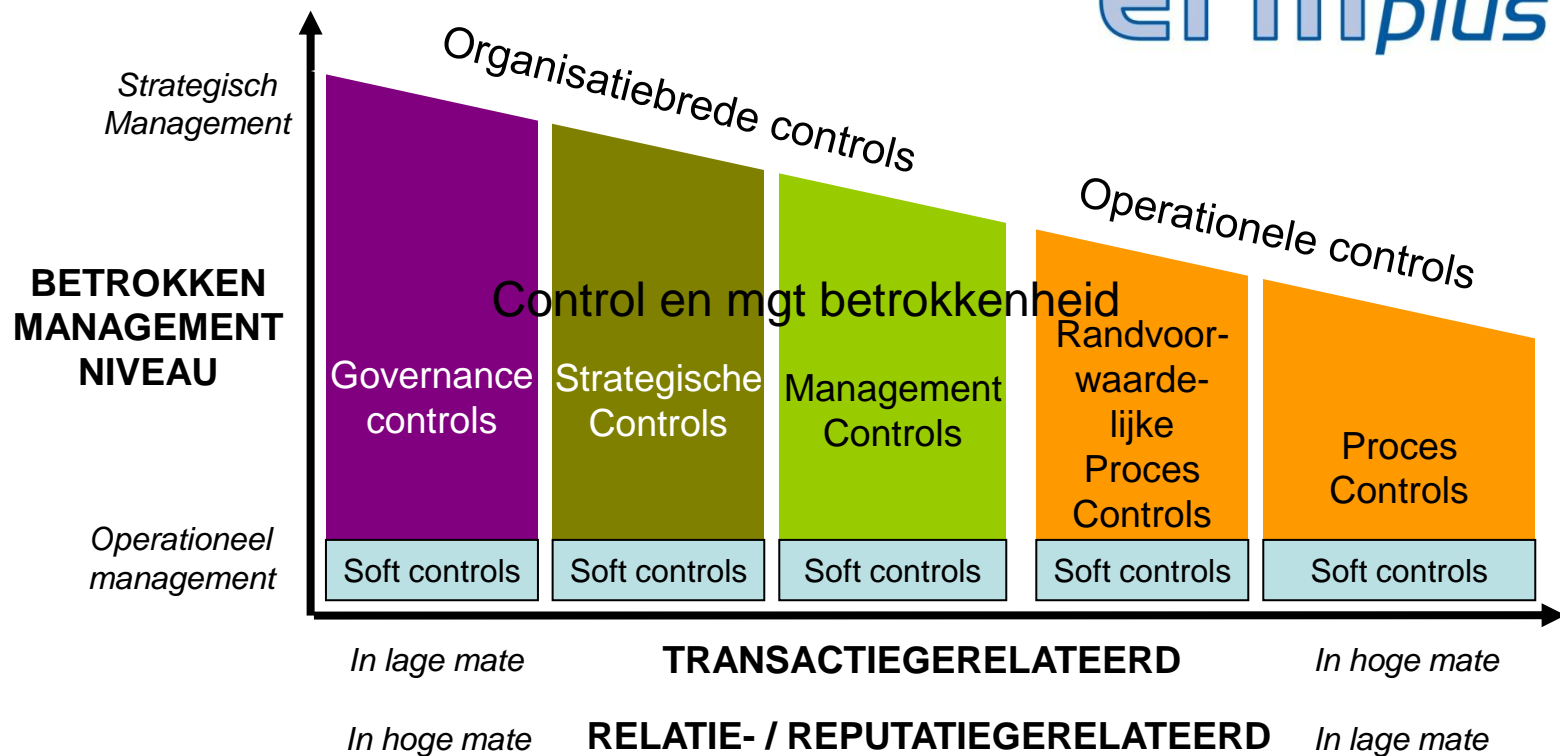 ermplus
Organisatiebrede controls
Strategisch
Management
Operationele controls
BETROKKEN
MANAGEMENT
NIVEAU
Control en mgt betrokkenheid
Governance
controls
Strategische
Controls
Management
Controls
Randvoor-
waarde-
lijke
Proces
Controls
Proces
Controls
Operationeel
management
Soft controls
Soft controls
Soft controls
Soft controls
Soft controls
In lage mate
TRANSACTIEGERELATEERD
In hoge mate
In hoge mate
RELATIE- / REPUTATIEGERELATEERD
In lage mate